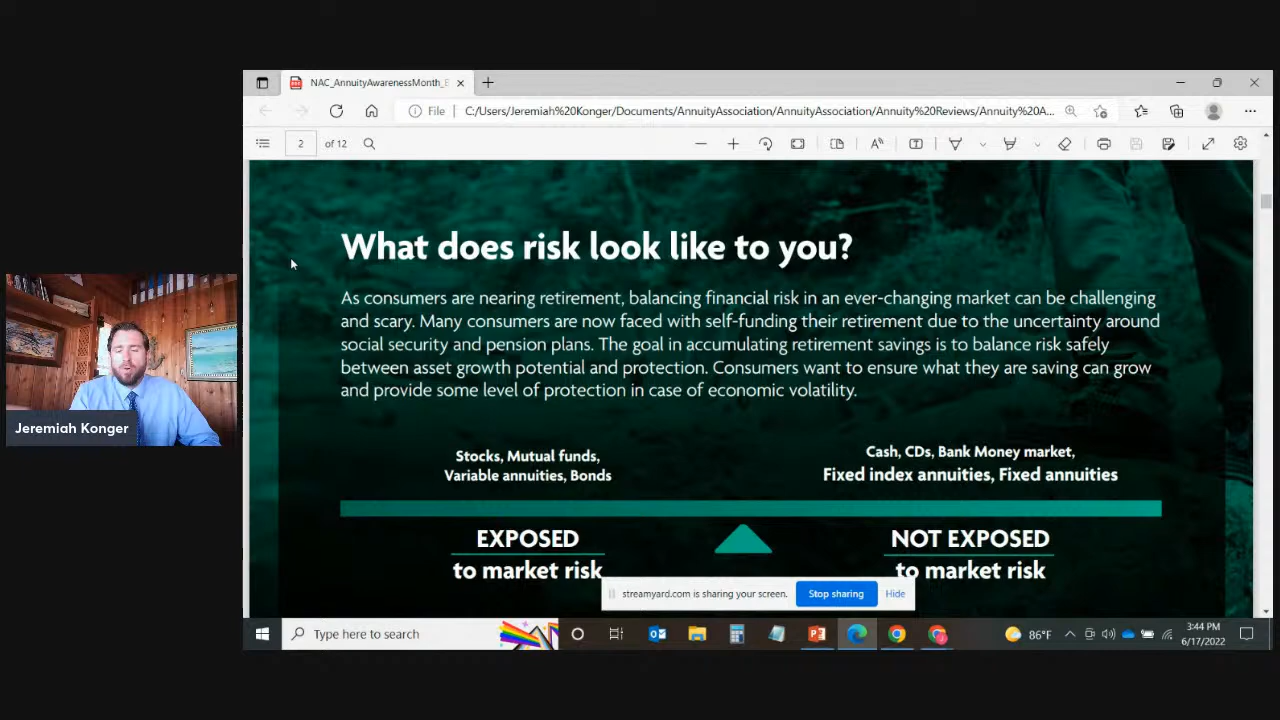 NAC_AnnuityAwarenessMonth_E
File
C:/Users/Jeremiah%20Konger/Documents/AnnuityAssociation/AnnuityAssociation/Annuity%20Reviews/Annuity%20A...
2 of 12
What does risk look like to you?
As consumers are nearing retirement, balancing financial risk in an ever-changing market can be challenging
and scary. Many consumers are now faced with self-funding their retirement due to the uncertainty around
social security and pension plans. The goal in accumulating retirement savings is to balance risk safely
between asset growth potential and protection. Consumers want to ensure what they are saving can grow
and provide some level of protection in case of economic volatility.
Stocks, Mutual funds,
Variable annuities, Bonds
Cash, CDs, Bank Money market,
Fixed index annuities, Fixed annuities
EXPOSED
to market risk
NOT EXPOSED
to market risk
Jeremiah Konger
streamyard.com is sharing your screen.
Stop sharing
Hide
Type here to search
86°F
3:44 PM
6/17/2022